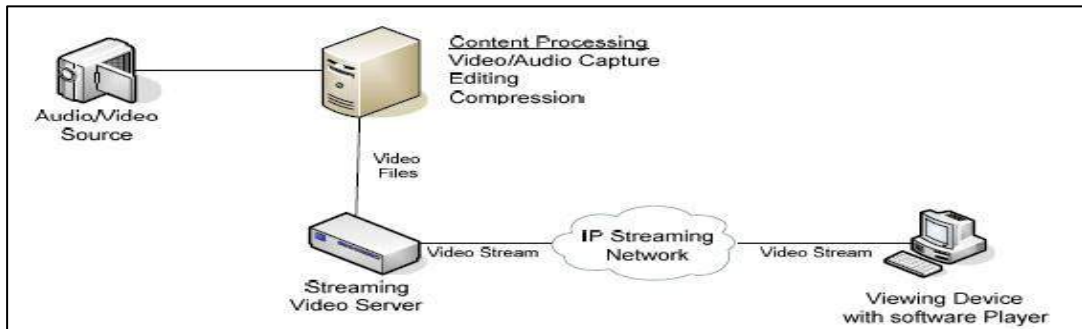 Content Processing
Video/Audio Capture
Editing
Compression
Audio/Video
Source
Video
Files
Video Stream
IP Streaming
Network
Video Stream
Streaming
Video Server
Viewing Device
with software Player